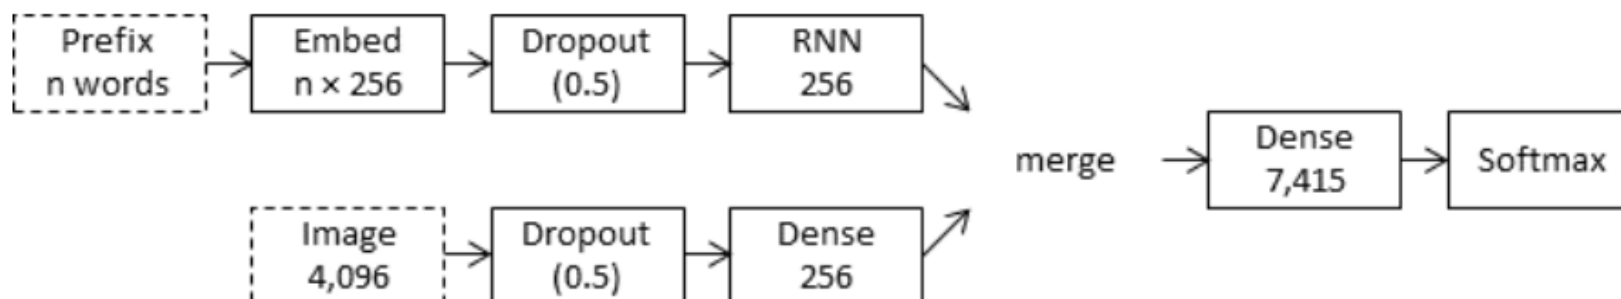 Prefix
n words
Embed
n × 256
Dropout
(0.5)
RNN
256
Image
4,096
Dropout
(0.5)
Dense
256
merge
Dense
7,415
Softmax